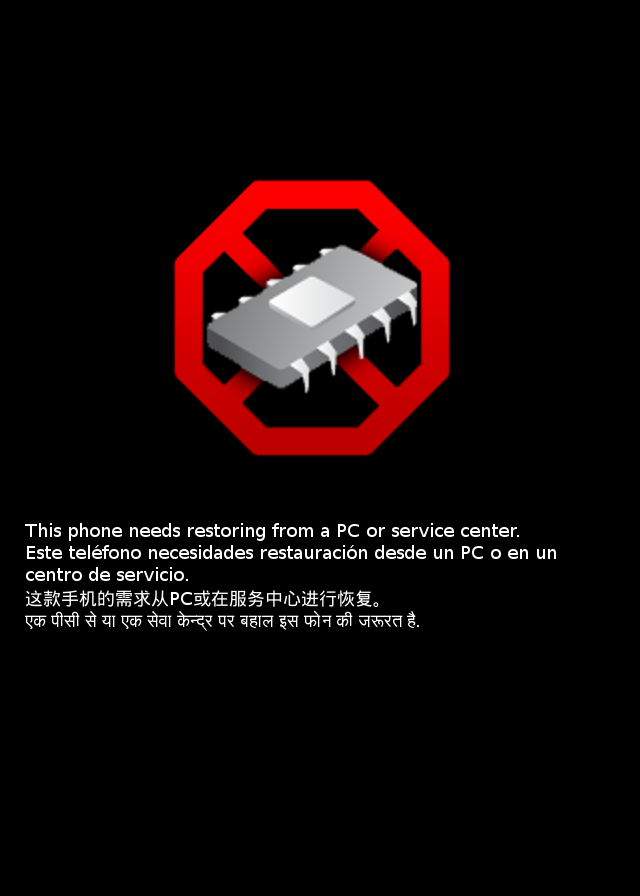 This phone needs restoring from a PC or service center.
Este teléfono necesidades restauración desde un PC o en un
centro de servicio.
这款手机的需求从PC或在服务中心进行恢复。
एक पीसी से या एक सेवा केन्द्र पर बहाल इस फोन की जरूरत है.